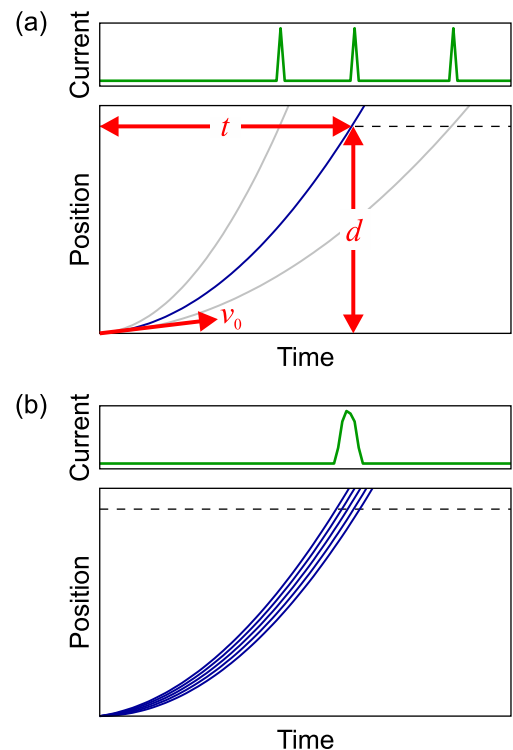 (a)
Current
t
Position
d
v0
Time
(b)
Current
Position
Time